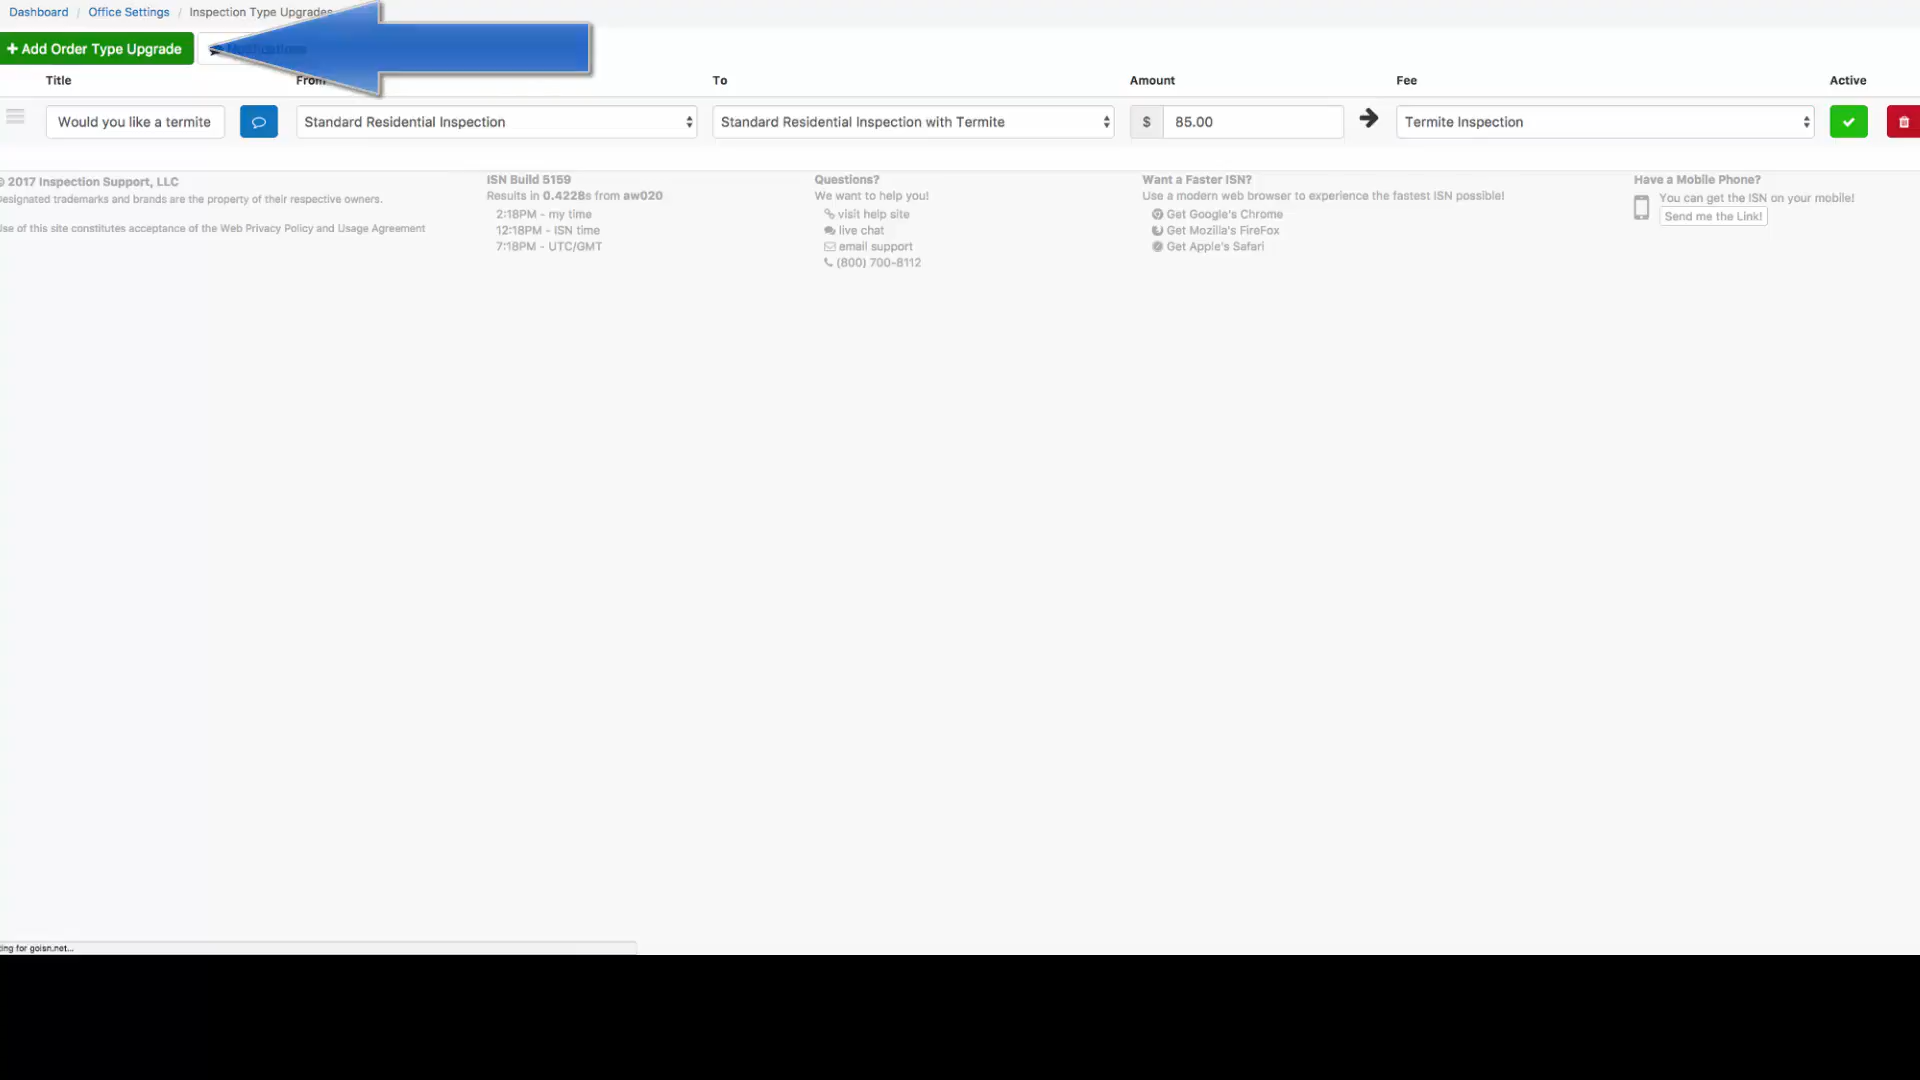 Dashboard / Office Settings / Inspection Type Upgrades
+ Add Order Type Upgrade
Title From To Amount Fee Active
Would you like a termite Standard Residential Inspection Standard Residential Inspection with Termite $ 85.00 Termite Inspection
© 2017 Inspection Support, LLC
Designated trademarks and brands are the property of their respective owners.
Use of this site constitutes acceptance of the Web Privacy Policy and Usage Agreement
ISN Build 5159
Results in 0.4228s from aw020
2:18PM - my time
12:18PM - ISN time
7:18PM - UTC/GMT
Questions?
We want to help you!
visit help site
live chat
email support
(800) 700-8112
Want a Faster ISN?
Use a modern web browser to experience the fastest ISN possible!
Get Google's Chrome
Get Mozilla's FireFox
Get Apple's Safari
Have a Mobile Phone?
You can get the ISN on your mobile!
Send me the Link!
ting for goisn.net...